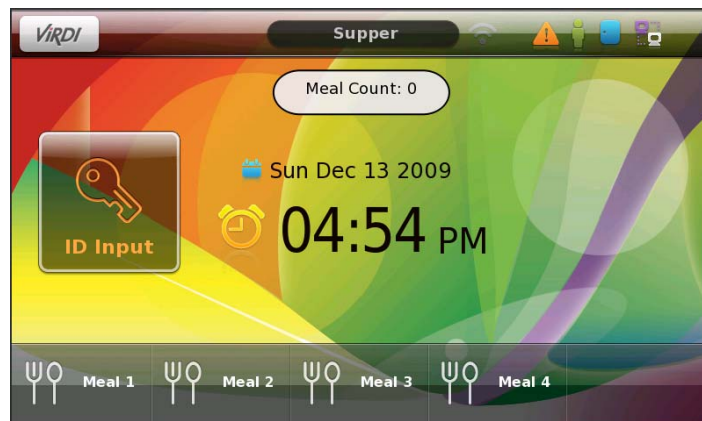 ViRDI
Supper
Meal Count: 0
Sun Dec 13 2009
04:54 PM
ID Input
Meal 1 Meal 2 Meal 3 Meal 4